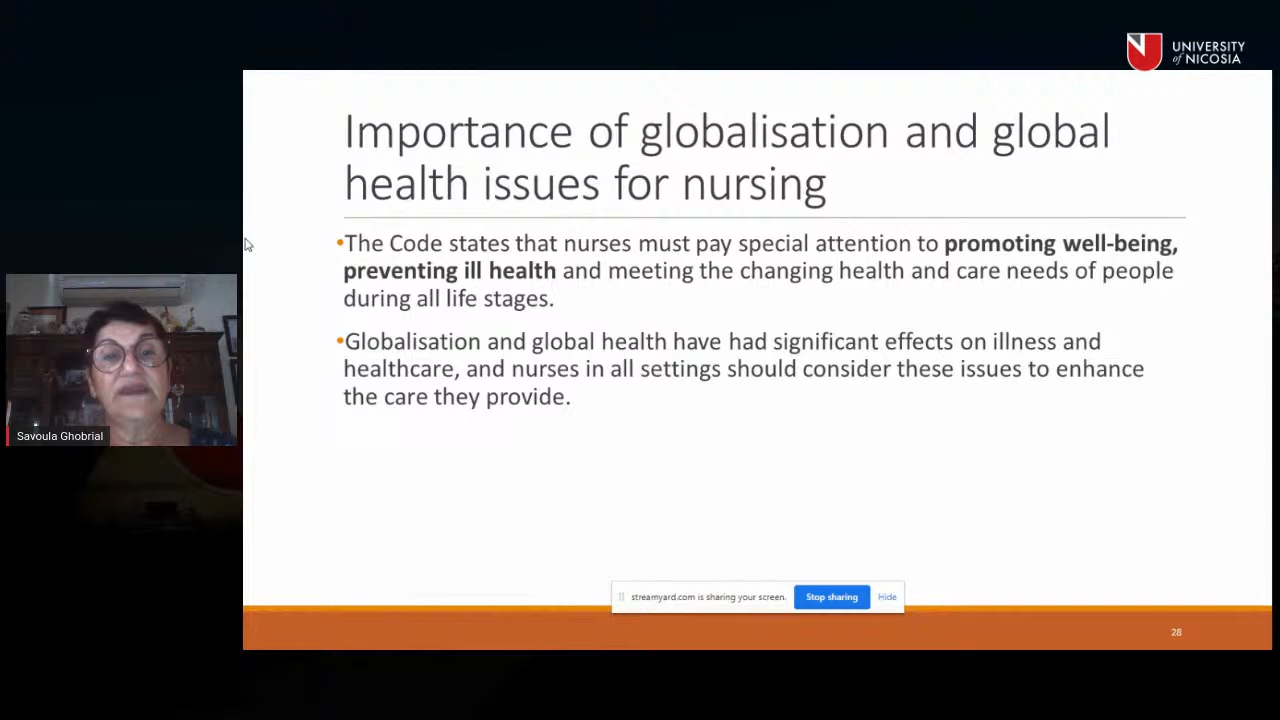 UNIVERSITY
of NICOSIA
Importance of globalisation and global
health issues for nursing
•The Code states that nurses must pay special attention to promoting well-being,
preventing ill health and meeting the changing health and care needs of people
during all life stages.
•Globalisation and global health have had significant effects on illness and
healthcare, and nurses in all settings should consider these issues to enhance
the care they provide.
Savoula Ghobrial
streamyard.com is sharing your screen. Stop sharing Hide
28